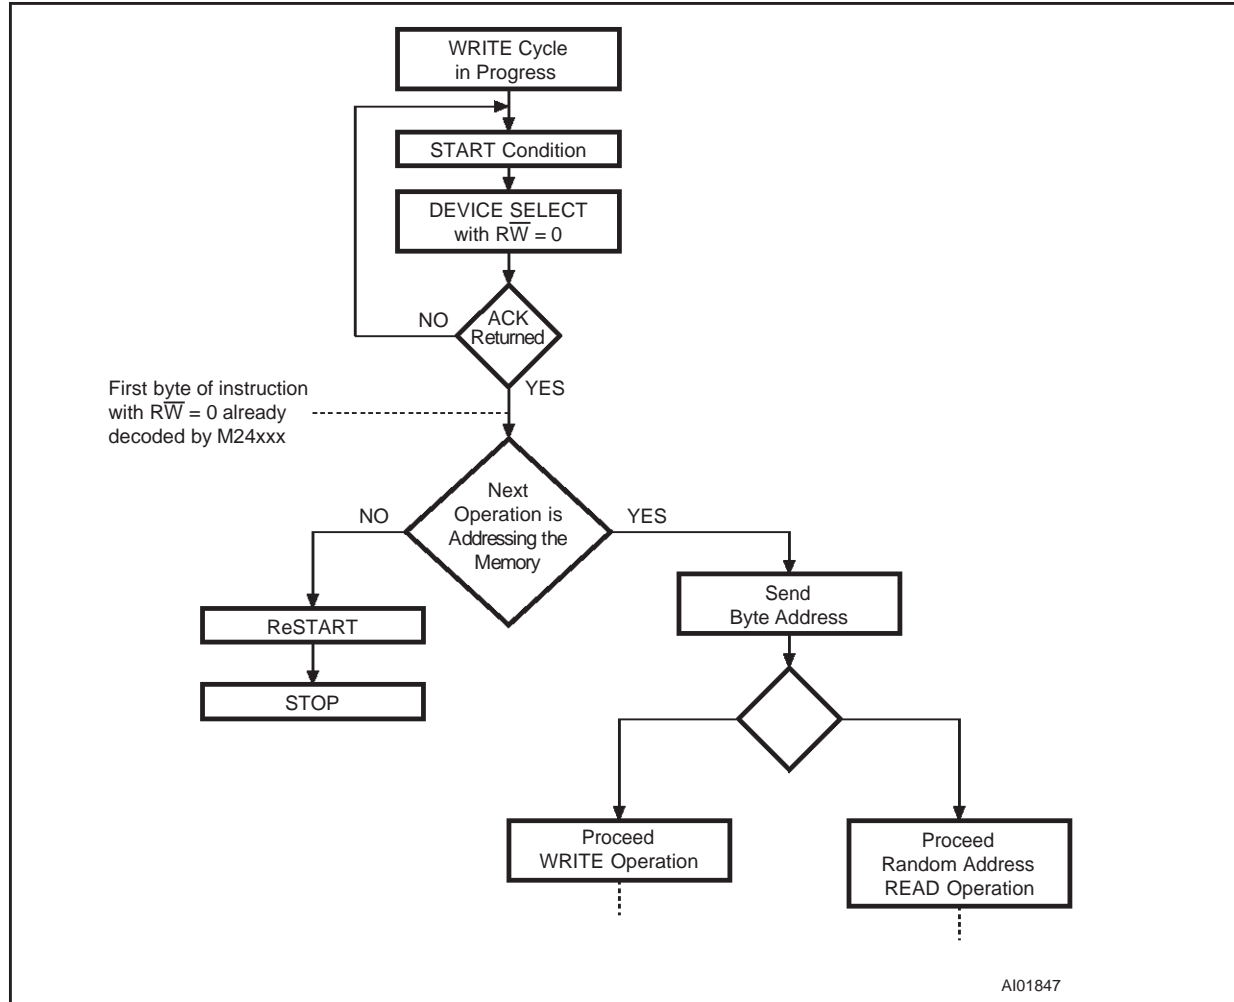 WRITE Cycle
in Progress
START Condition
DEVICE SELECT
with RW̅ = 0
ACK
Returned
NO
YES
First byte of instruction
with RW̅ = 0 already
decoded by M24xxx
Next
Operation is
Addressing the
Memory
NO
YES
Send
Byte Address
ReSTART
STOP
Proceed
WRITE Operation
Proceed
Random Address
READ Operation
AI01847